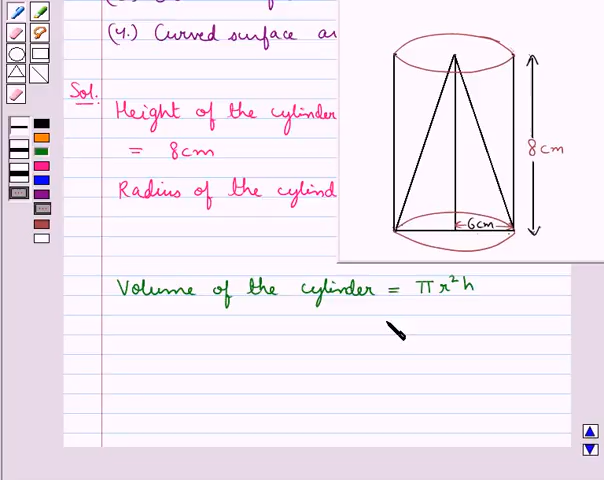 (4.) Curved surface
Sol.
Height of the cylinder
= 8cm
Radius of the
8cm
6cm
Volume of the cylinder = πr²h